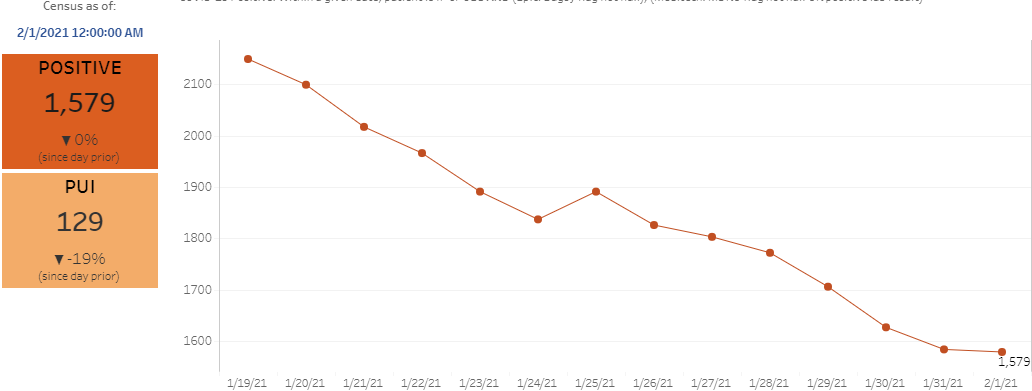 Census as of:
2/1/2021 12:00:00 AM
POSITIVE
1,579
▼ 0%
(since day prior)
PUI
129
▼ -19%
(since day prior)
2100
2000
1900
1800
1700
1600
1,579
1/19/21 1/20/21 1/21/21 1/22/21 1/23/21 1/24/21 1/25/21 1/26/21 1/27/21 1/28/21 1/29/21 1/30/21 1/31/21 2/1/21